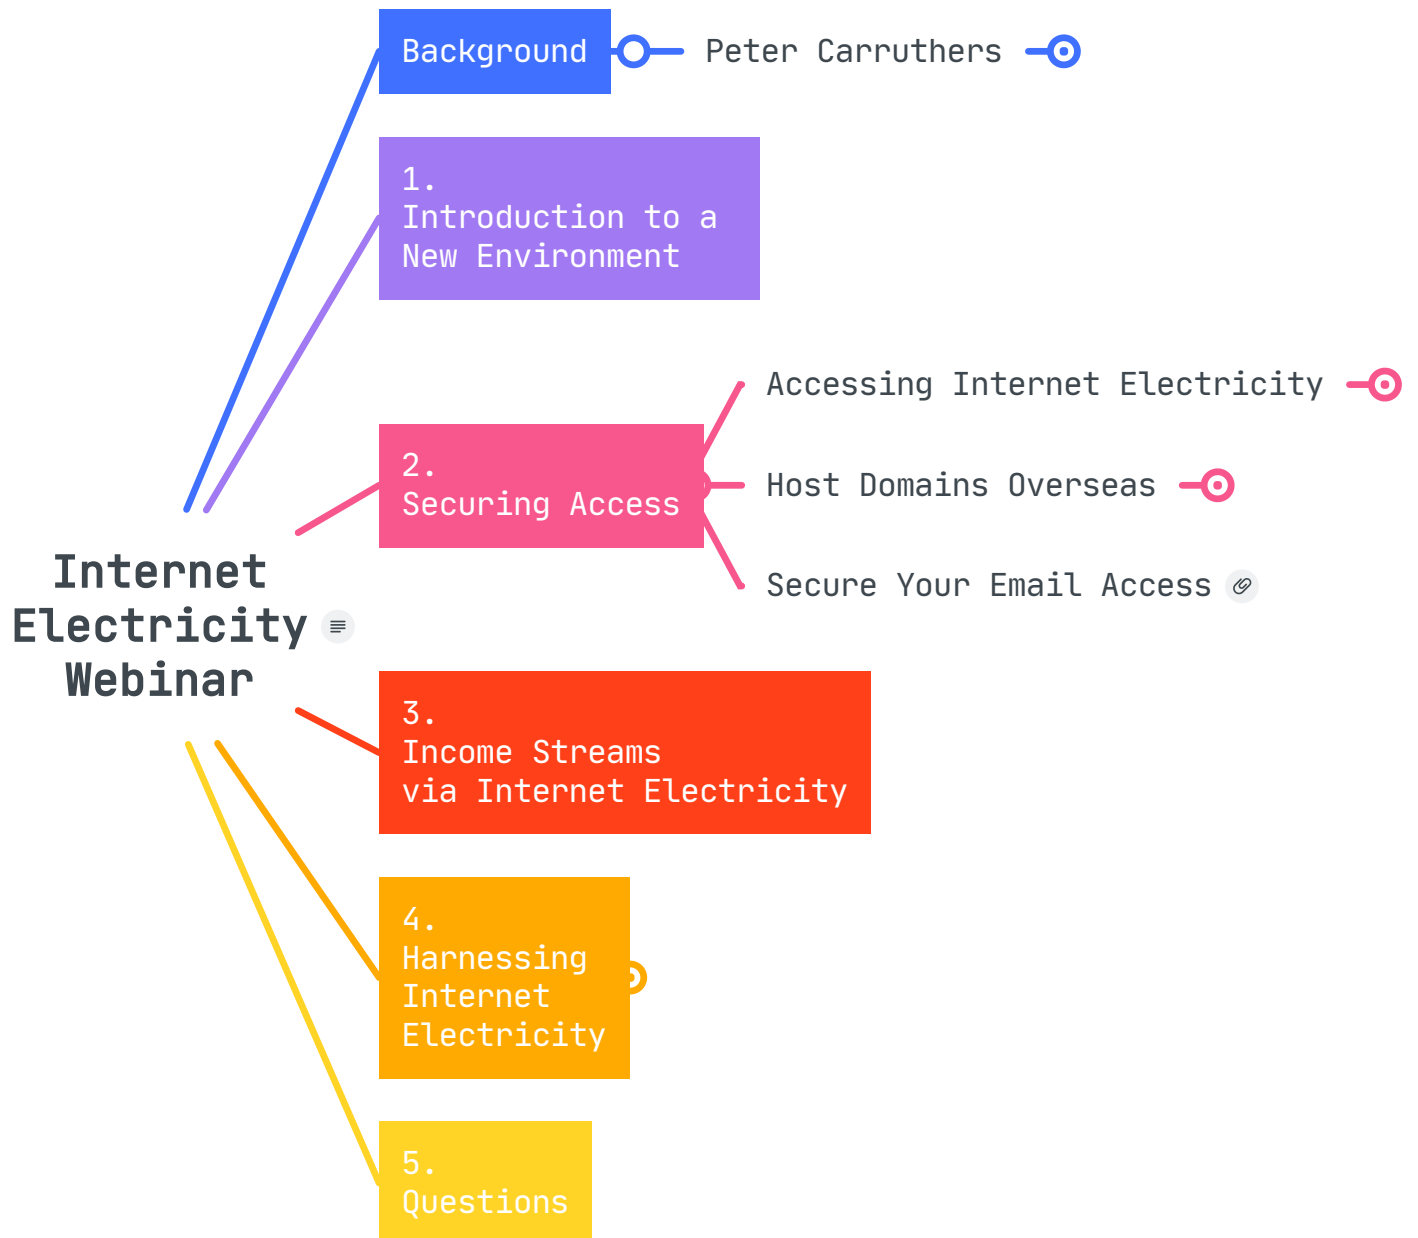 Background
Peter Carruthers
1.
Introduction to a
New Environment
Accessing Internet Electricity
2.
Securing Access
Host Domains Overseas
Secure Your Email Access
Internet
Electricity
Webinar
3.
Income Streams
via Internet Electricity
4.
Harnessing
Internet
Electricity
5.
Questions